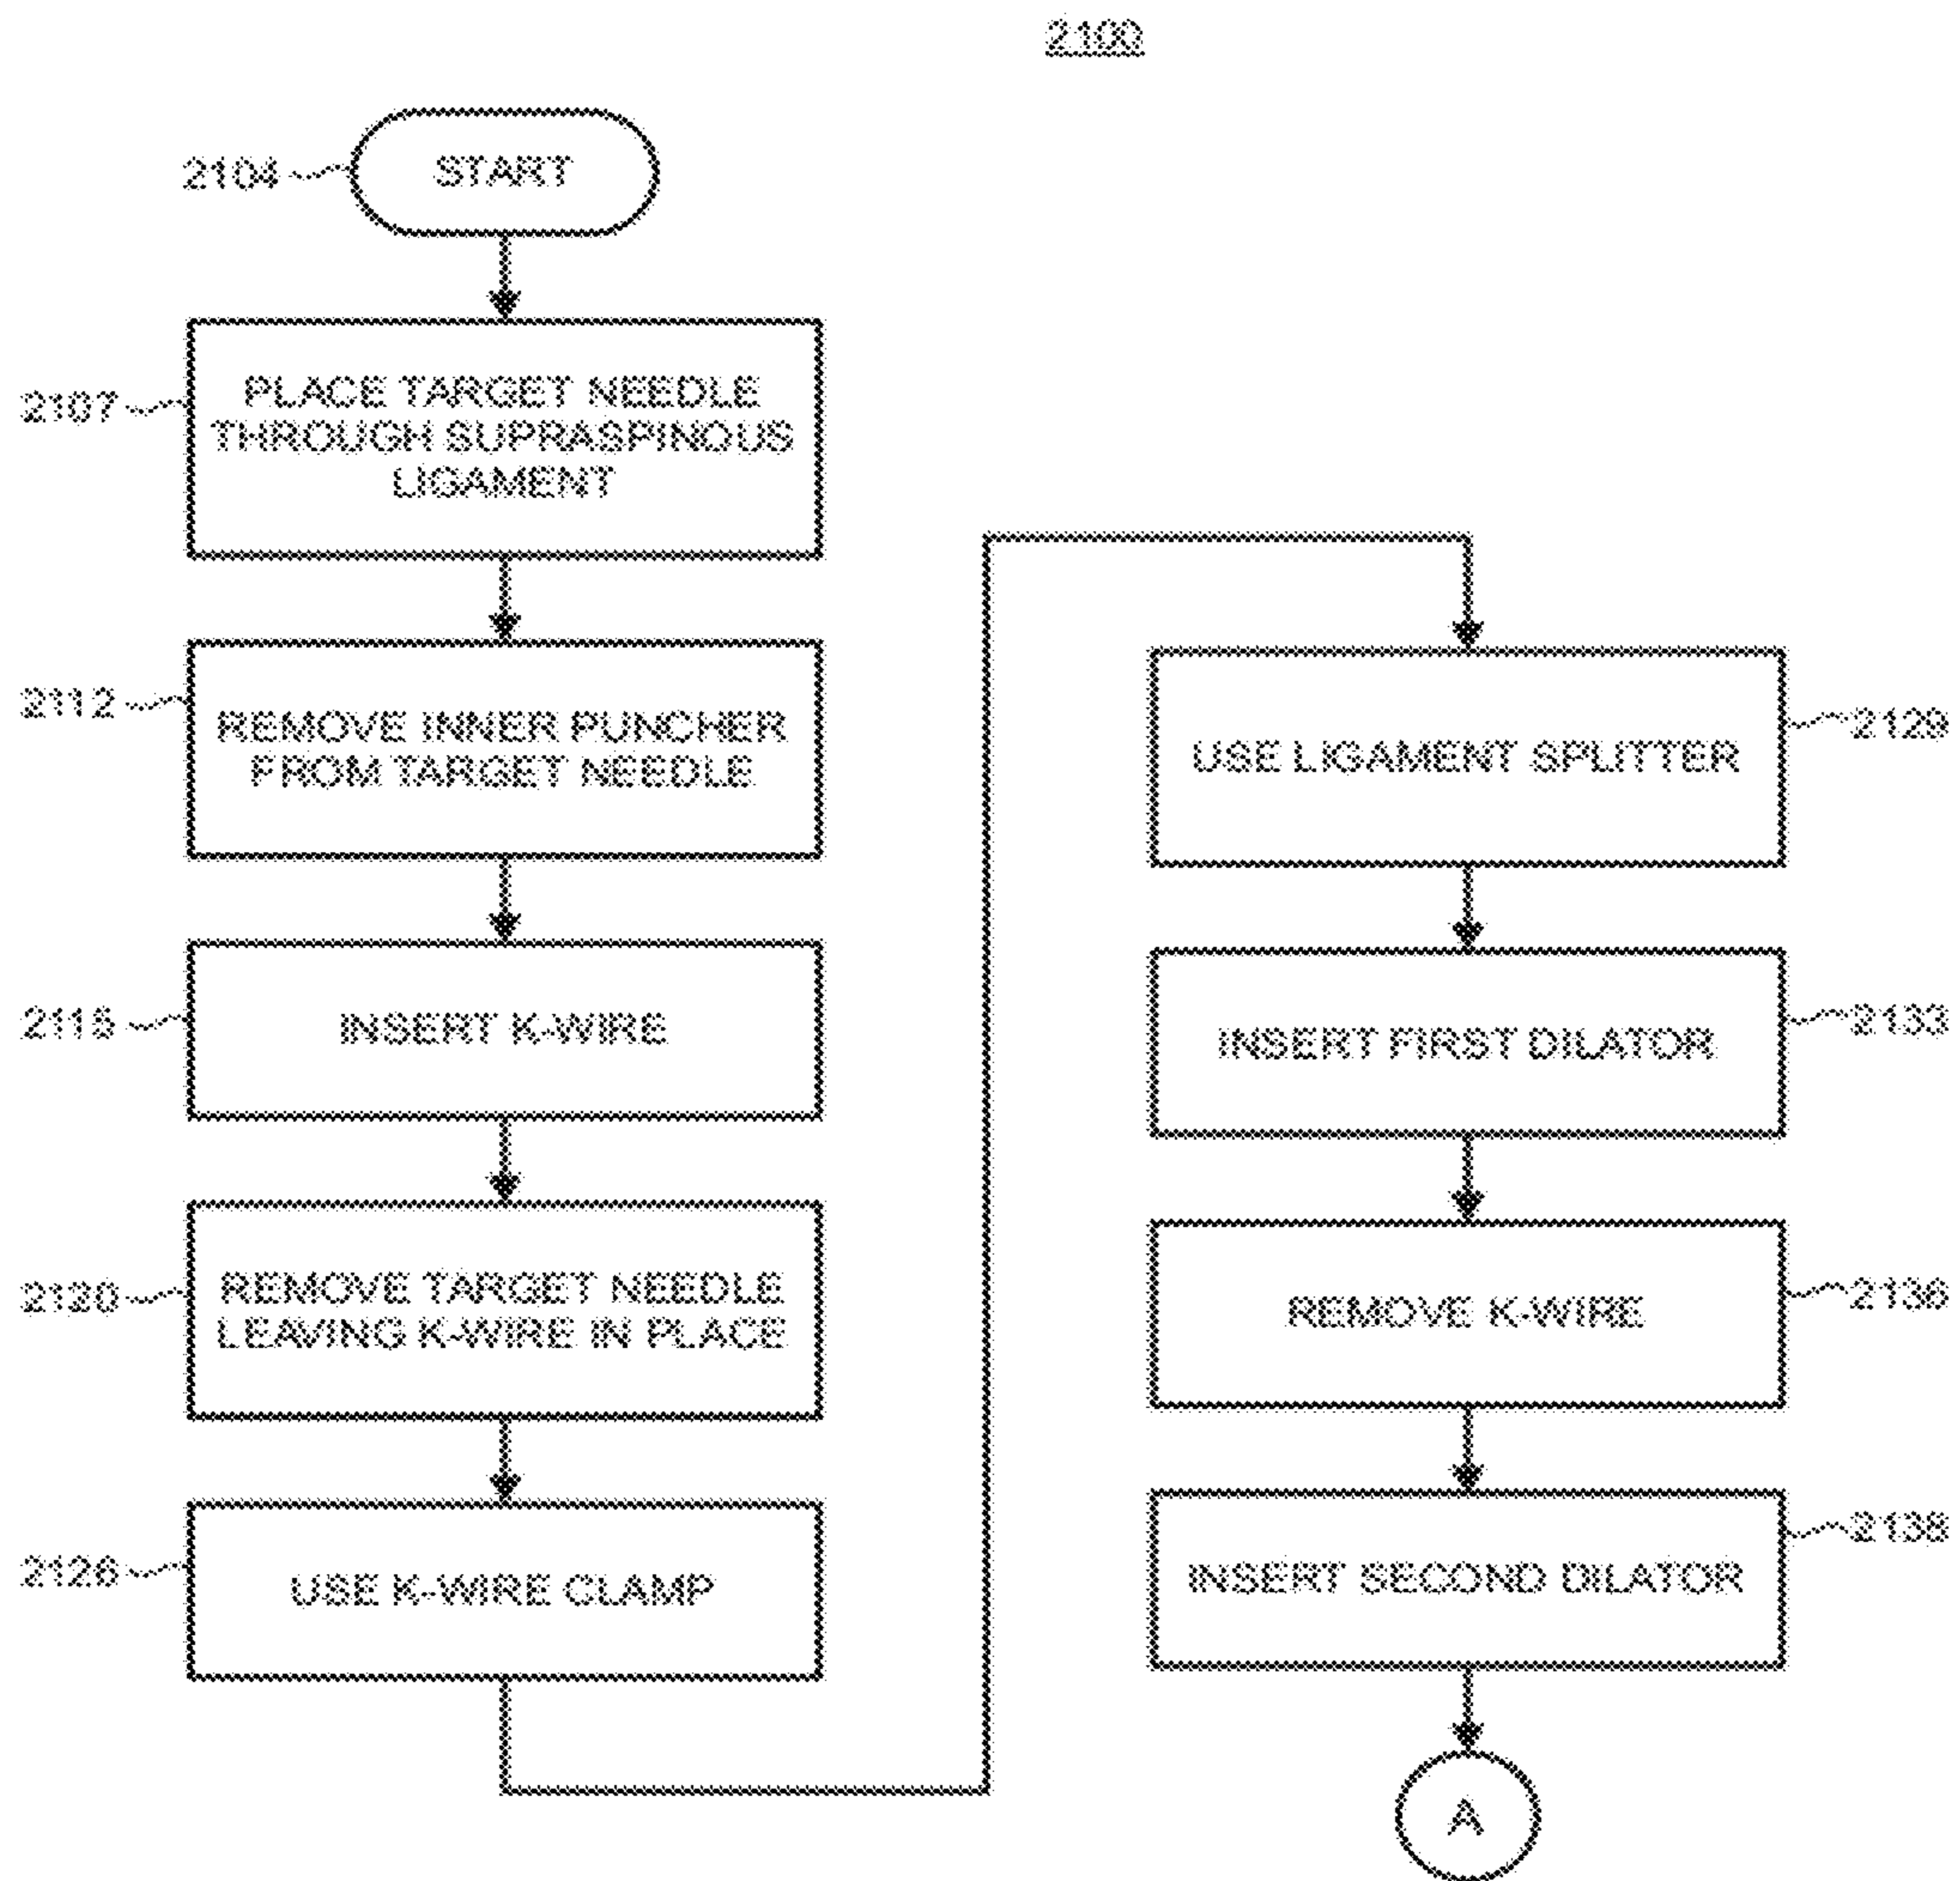 2100
2104
START
2107
PLACE TARGET NEEDLE
THROUGH SUPRASPINOUS
LIGAMENT
2112
REMOVE INNER PUNCHER
FROM TARGET NEEDLE
INSERT K-WIRE
2120
REMOVE TARGET NEEDLE
LEAVING K-WIRE IN PLACE
2126
USE K-WIRE CLAMP
2129
USE LIGAMENT SPLITTER
2133
INSERT FIRST DILATOR
2136
REMOVE K-WIRE
2138
INSERT SECOND DILATOR
A